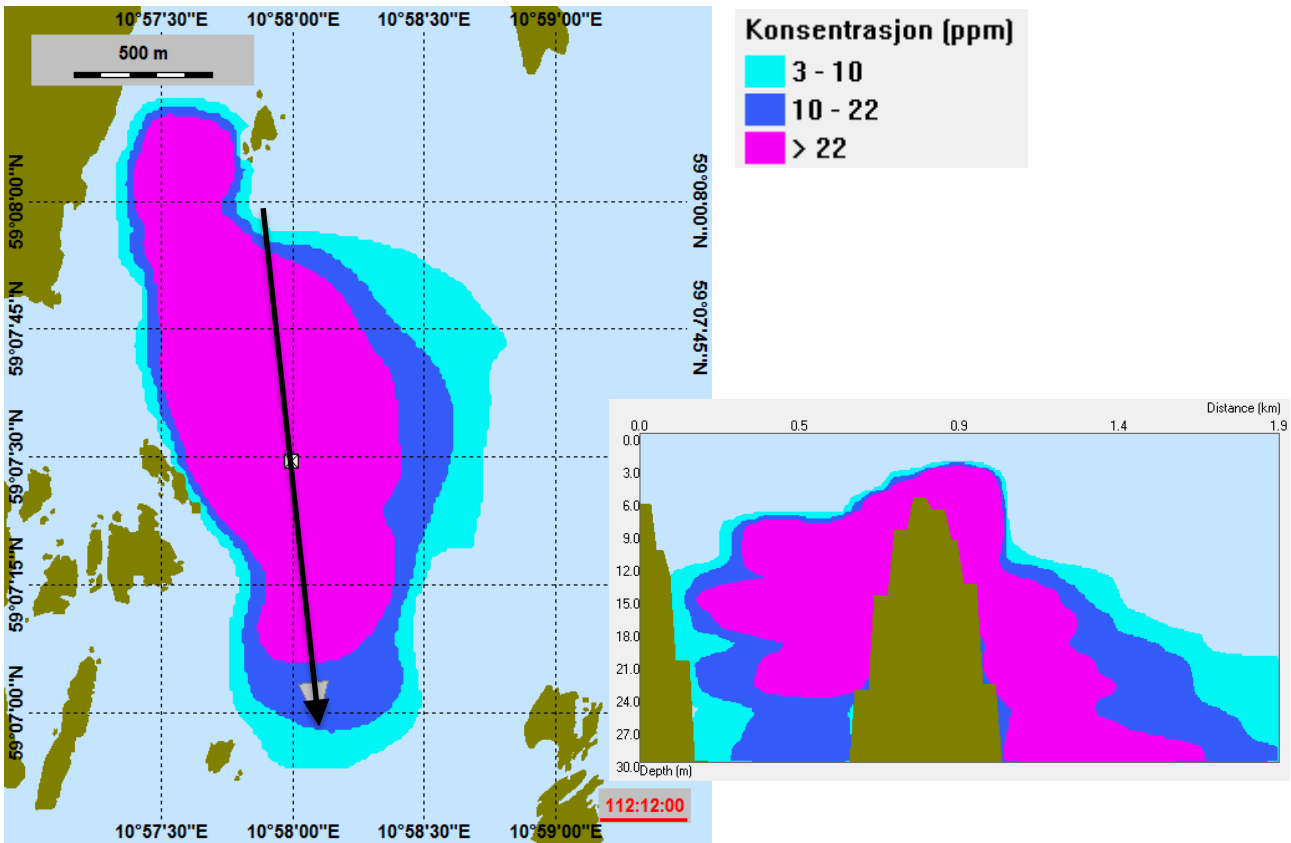 10°57'30"E 10°58'00"E 10°58'30"E 10°59'00"E
500 m
59°08'00"N
59°07'45"N
59°07'30"N
59°07'15"N
59°07'00"N
59°08'00"N
59°07'45"N
10°57'30"E 10°58'00"E 10°58'30"E 10°59'00"E
112:12:00
Konsentrasjon (ppm)
3 - 10
10 - 22
> 22
Distance (km)
0.0 0.5 0.9 1.4 1.9
0.0
3.0
6.0
9.0
12.0
15.0
18.0
21.0
24.0
27.0
30.0 Depth (m)